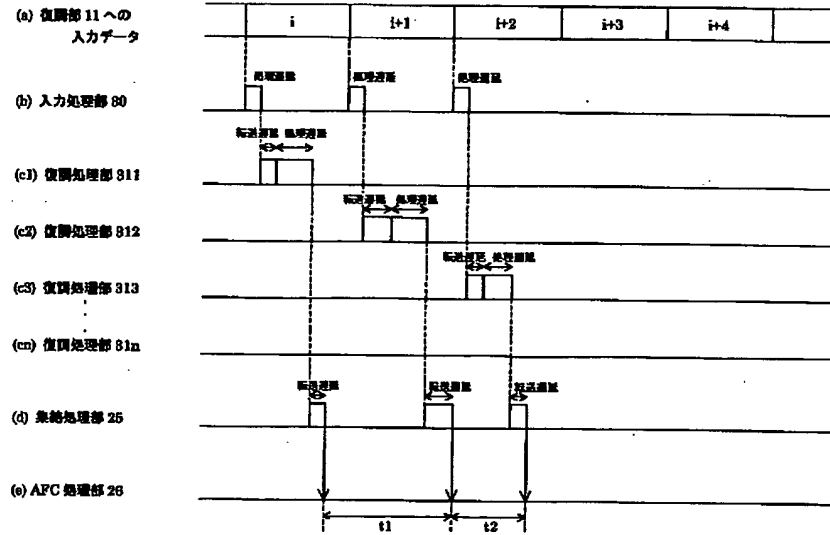 (a) 復調部 11 への
入力データ
i
i+1
i+2
i+3
i+4
処理遅延
処理遅延
処理遅延
(b) 入力処理部 30
転送遅延 処理遅延
(c1) 復調処理部 311
転送遅延 処理遅延
(c2) 復調処理部 312
転送遅延 処理遅延
(c3) 復調処理部 313
(cn) 復調処理部 31n
転送遅延
転送遅延
転送遅延
(d) 集結処理部 25
(e) AFC 処理部 26
t1
t2